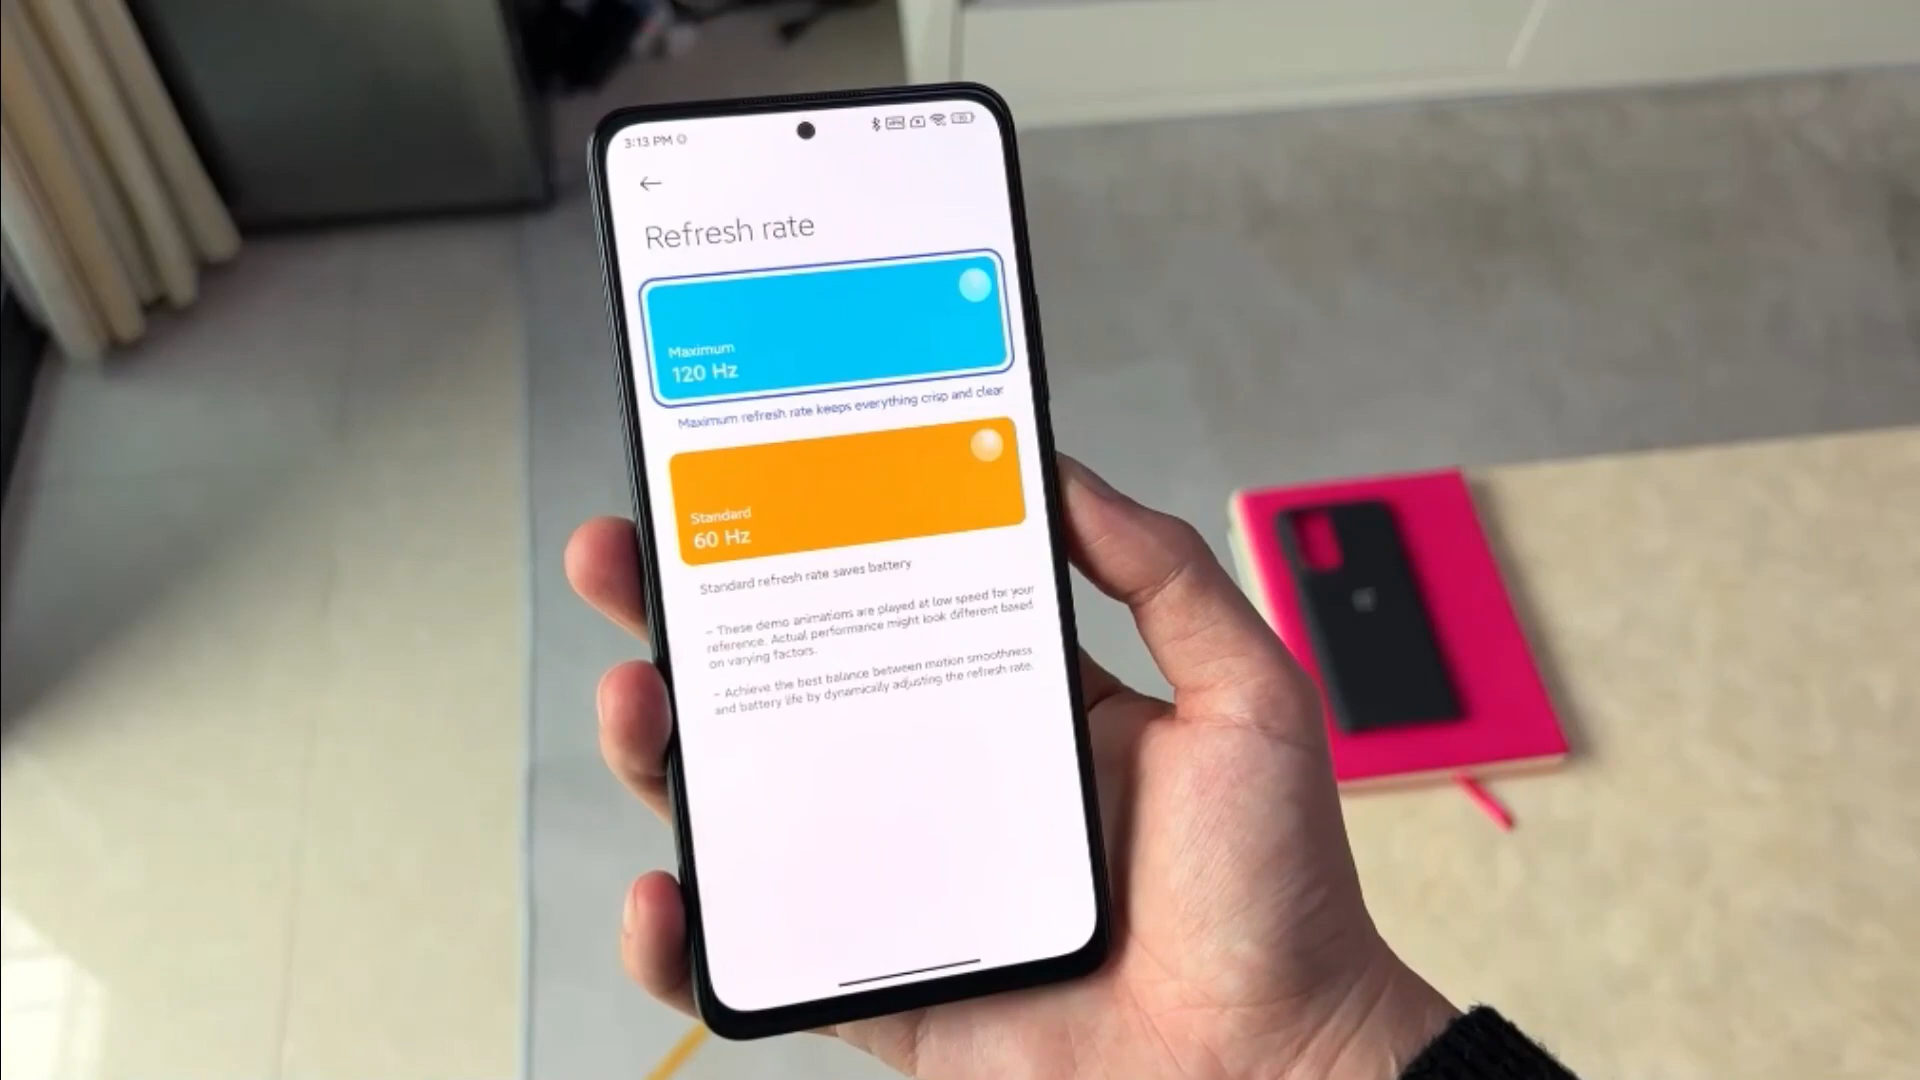 3:13 PM
Refresh rate
Maximum
120 Hz
Maximum refresh rate keeps everything crisp and clear
Standard
60 Hz
Standard refresh rate saves battery
- These demo animations are played at low speed for your
reference. Actual performance might look different based
on varying factors.
- Achieve the best balance between motion smoothness
and battery life by dynamically adjusting the refresh rate.